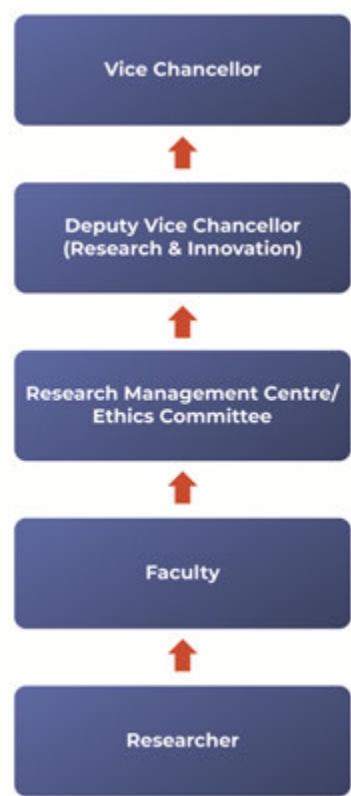 Vice Chancellor
Deputy Vice Chancellor
(Research & Innovation)
Research Management Centre/
Ethics Committee
Faculty
Researcher